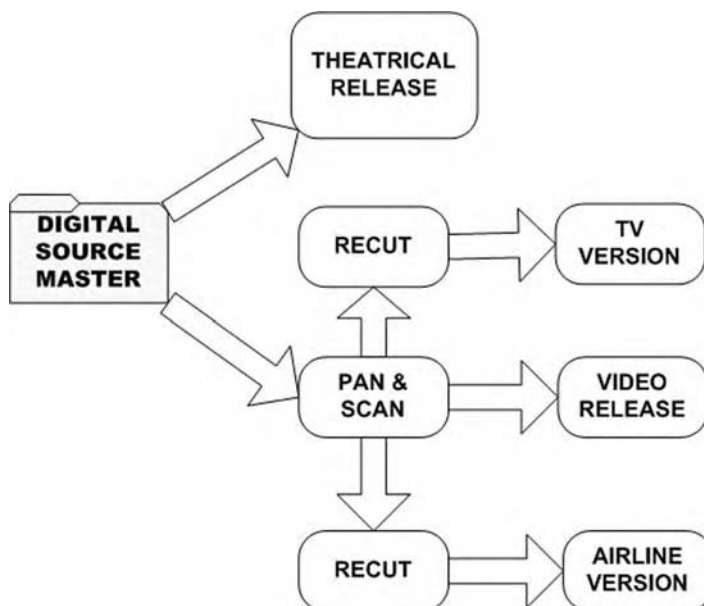 THEATRICAL
RELEASE
DIGITAL
SOURCE
MASTER
RECUT
TV
VERSION
PAN &
SCAN
VIDEO
RELEASE
RECUT
AIRLINE
VERSION